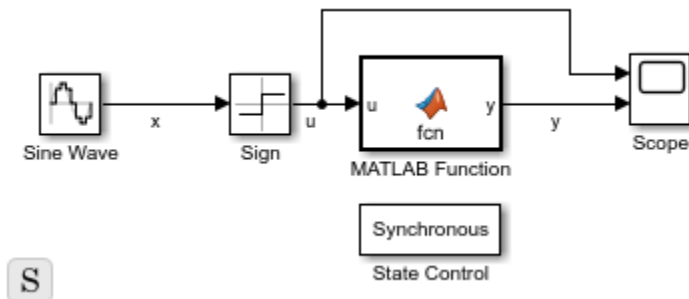 x
u
u
fcn
y
y
Sine Wave
Sign
MATLAB Function
Scope
Synchronous
State Control
S